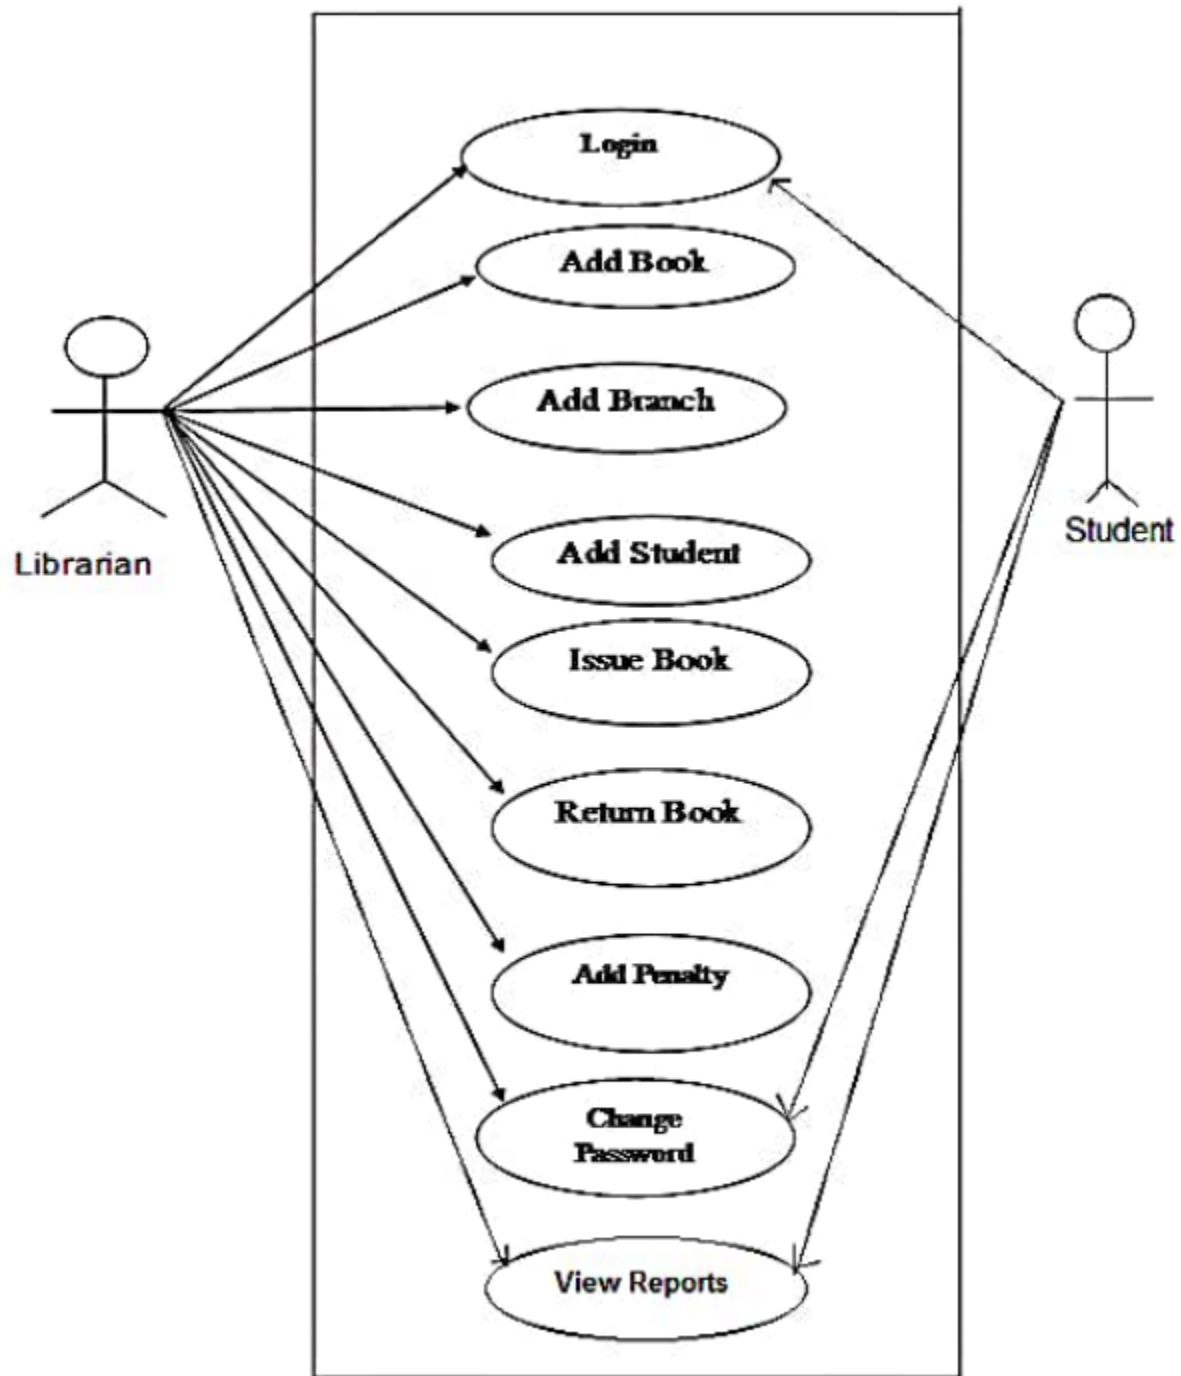 Login
Add Book
Add Branch
Add Student
Issue Book
Return Book
Add Penalty
Change
Password
View Reports
Librarian
Student